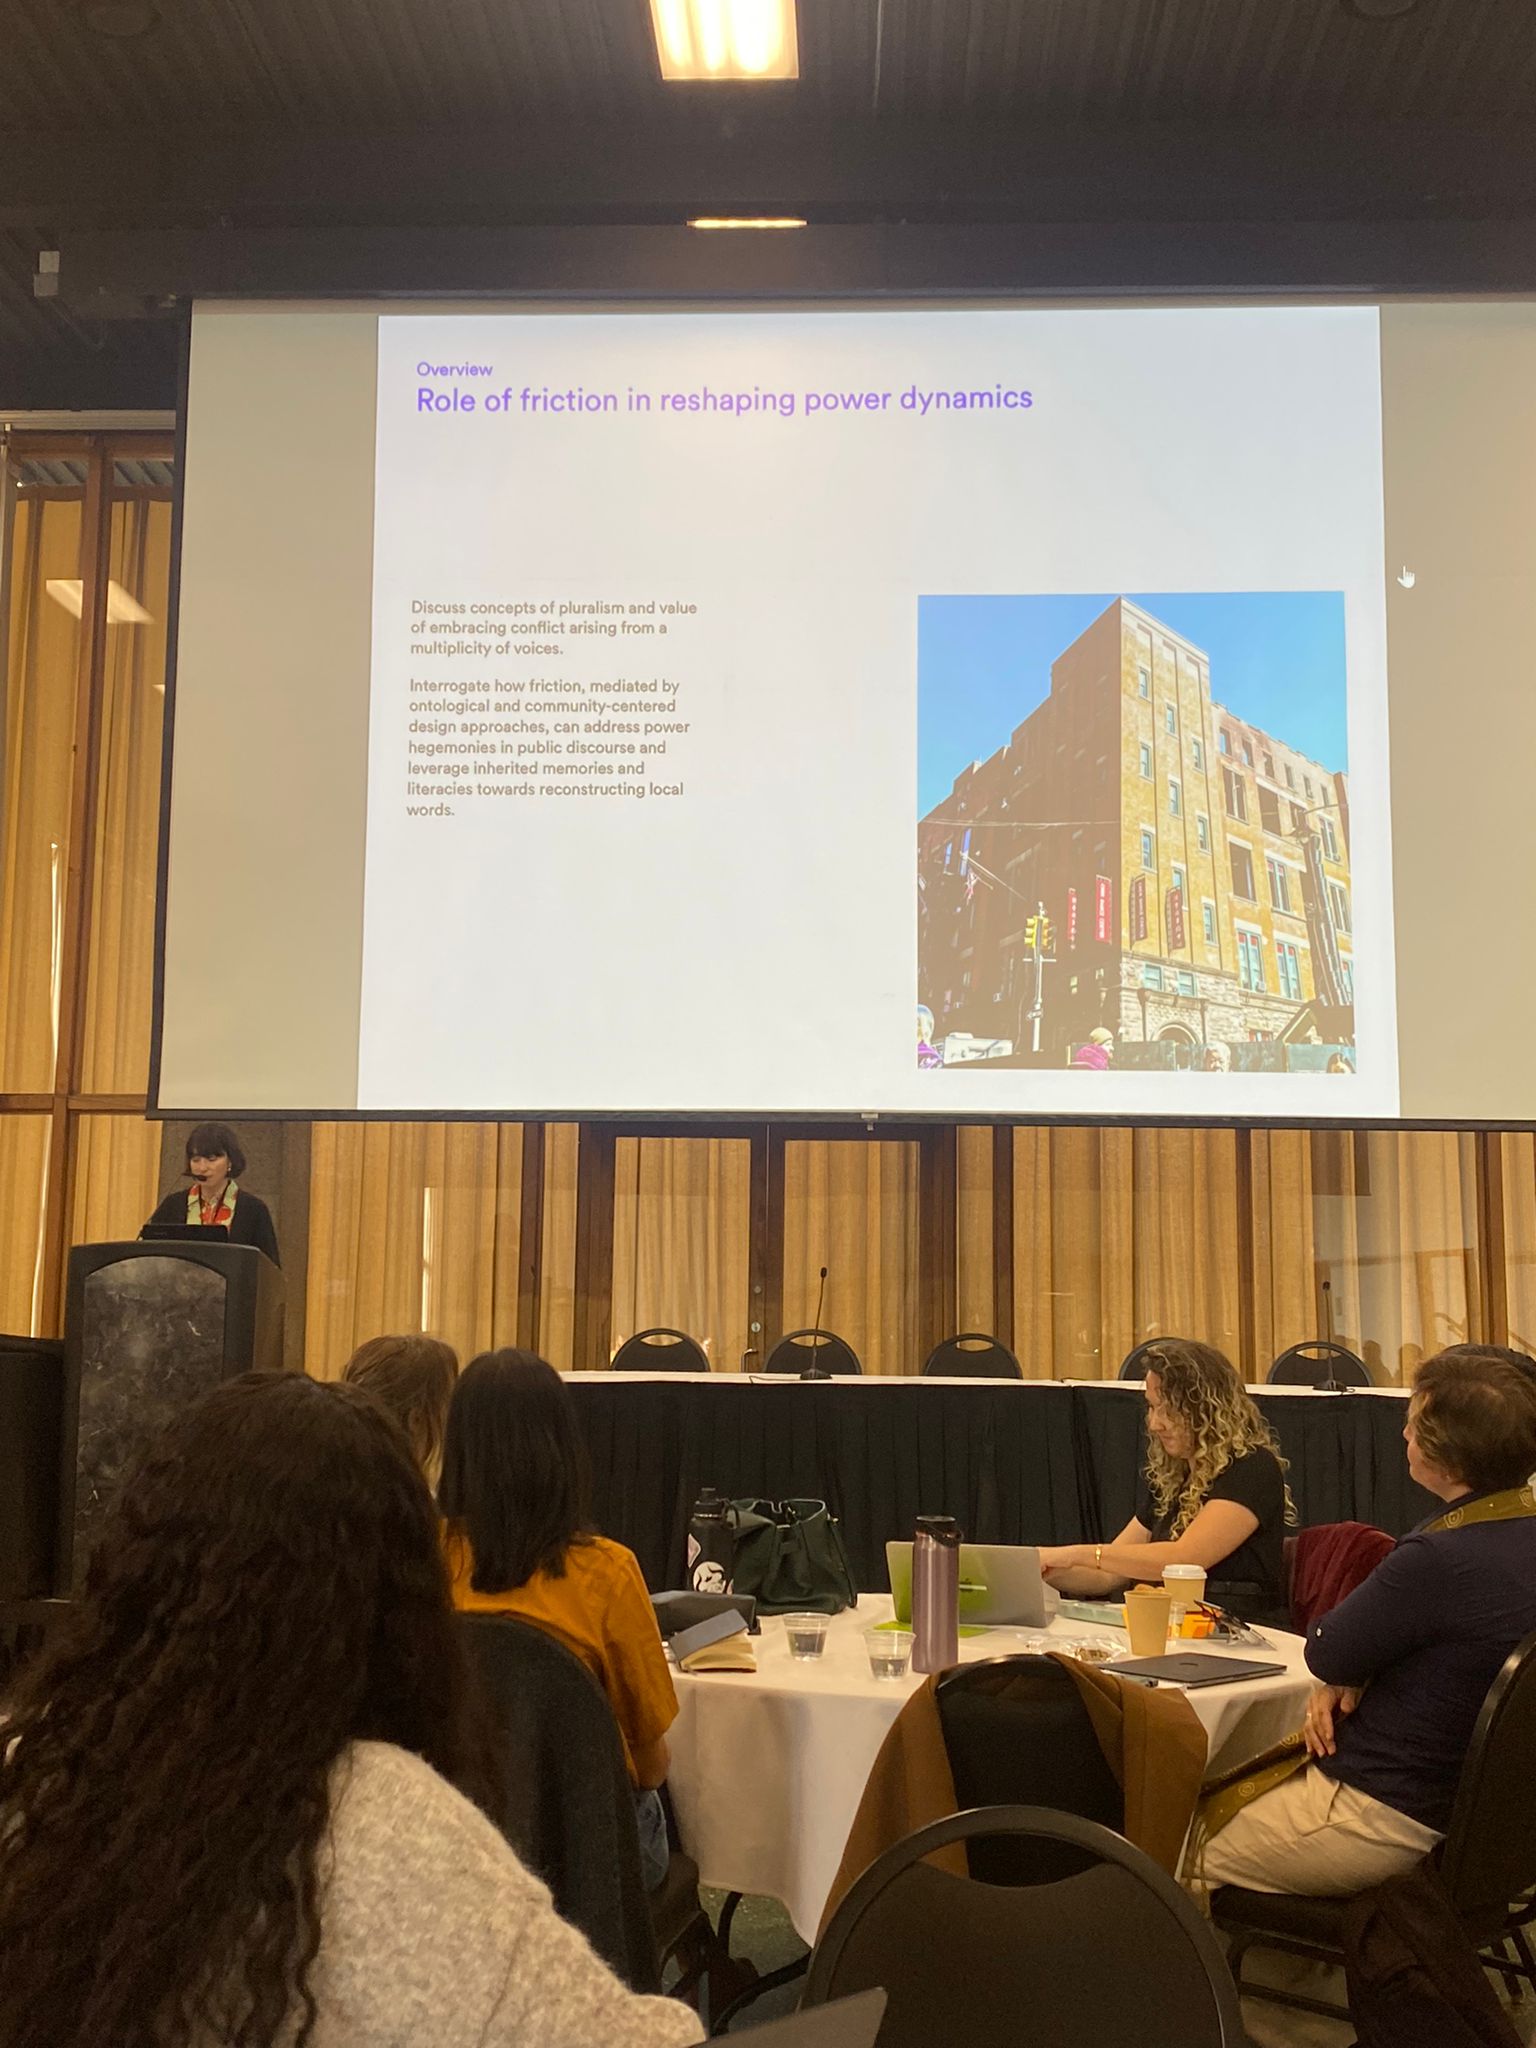 Overview
Role of friction in reshaping power dynamics
Discuss concepts of pluralism and value
of embracing conflict arising from a
multiplicity of voices.
Interrogate how friction, mediated by
ontological and community-centered
design approaches, can address power
hegemonies in public discourse and
leverage inherited memories and
literacies towards reconstructing local
words.